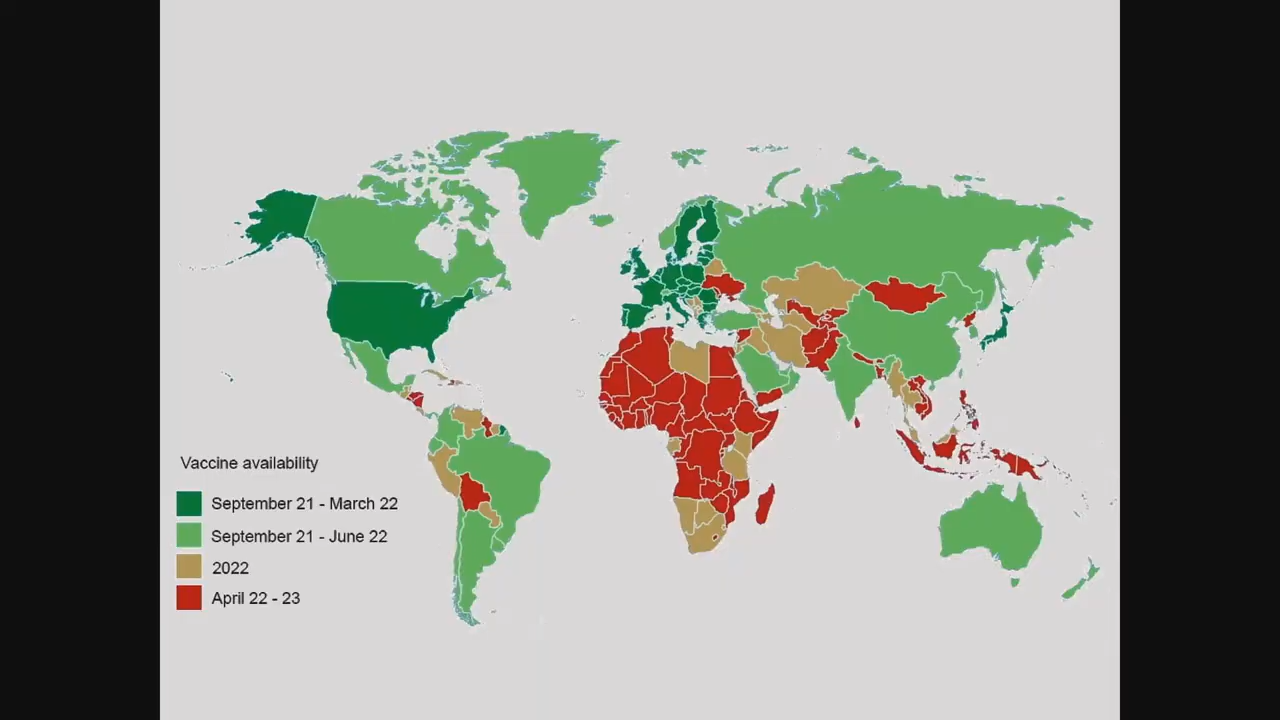 Vaccine availability
September 21 - March 22
September 21 - June 22
2022
April 22 - 23